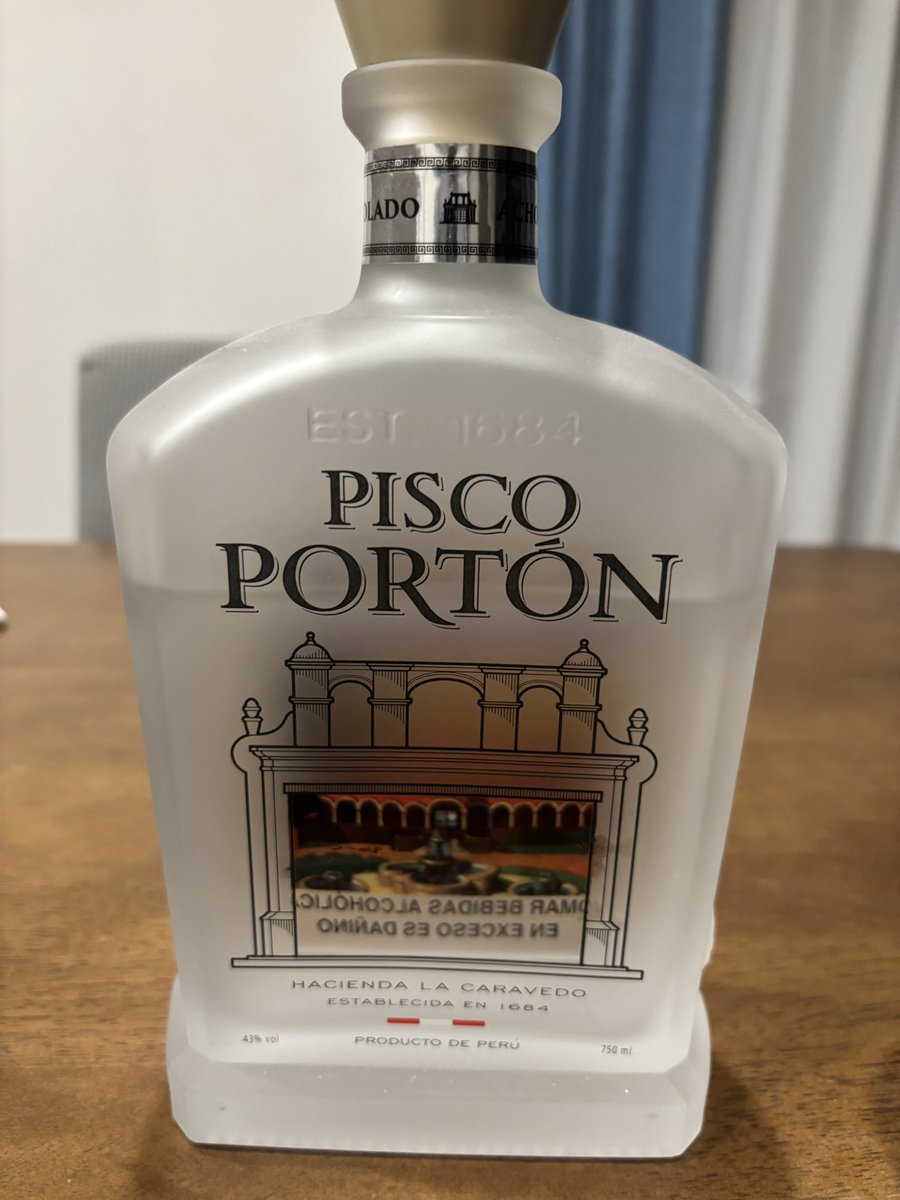 OLADO ACHO
EST. 1684
PISCO
PORTÓN
OMAR BEBIDAS ALCOHÓLICA
EN EXCESO ES DAÑINO
HACIENDA LA CARAVEDO
ESTABLECIDA EN 1684
PRODUCTO DE PERÚ
43% vol
750 ml